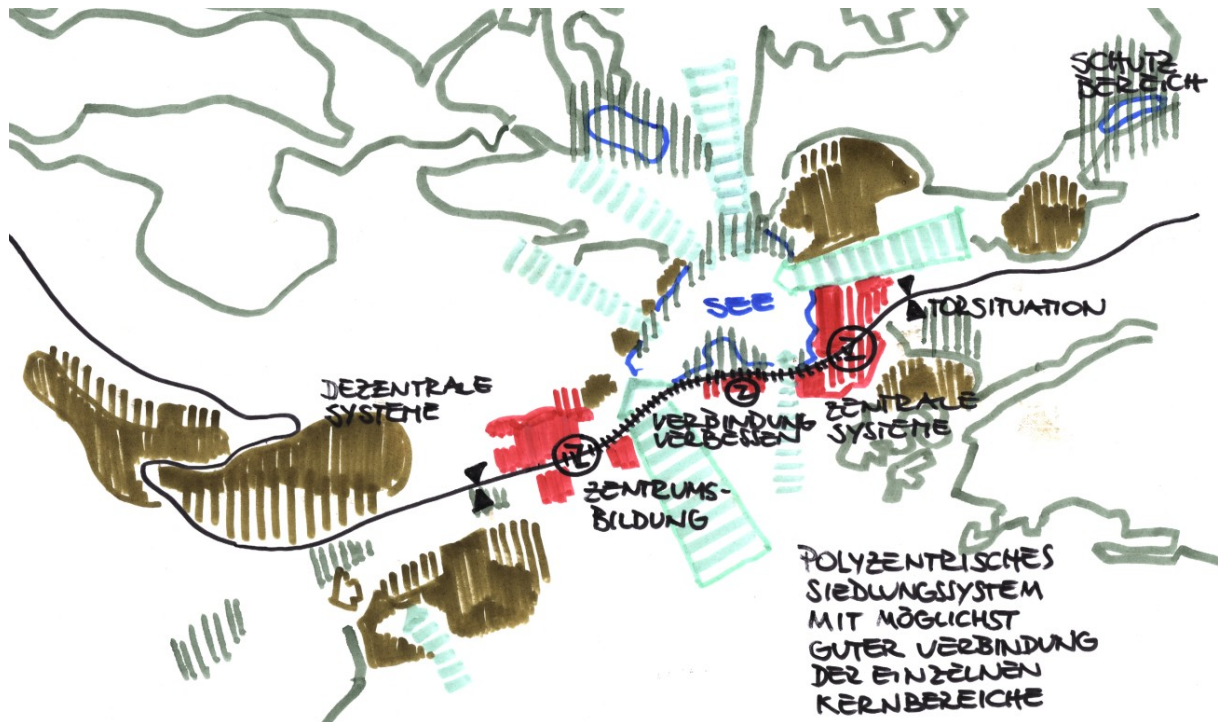 SCHUTZ
BEREICH
SEE
TORSITUATION
Z
DEZENTRALE
SYSTEME
Z
VERBINDUNG
VERBESSEN
ZENTRALE
SYSTEME
Z
ZENTRUMS-
BILDUNG
POLYZENTRISCHES
SIEDLUNGSSYSTEM
MIT MÖGLICHST
GUTER VERBINDUNG
DER EINZELNEN
KERNBEREICHE